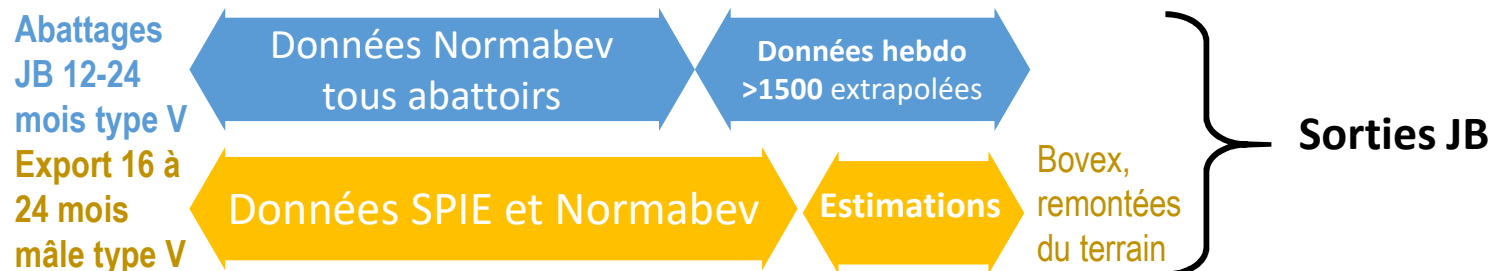 Abattages
JB 12-24
mois type V
Données Normabev
tous abattoirs
Données hebdo
>1500 extrapolées
Export 16 à
24 mois
mâle type V
Données SPIE et Normabev
Estimations
Bovex,
remontées
du terrain
Sorties JB